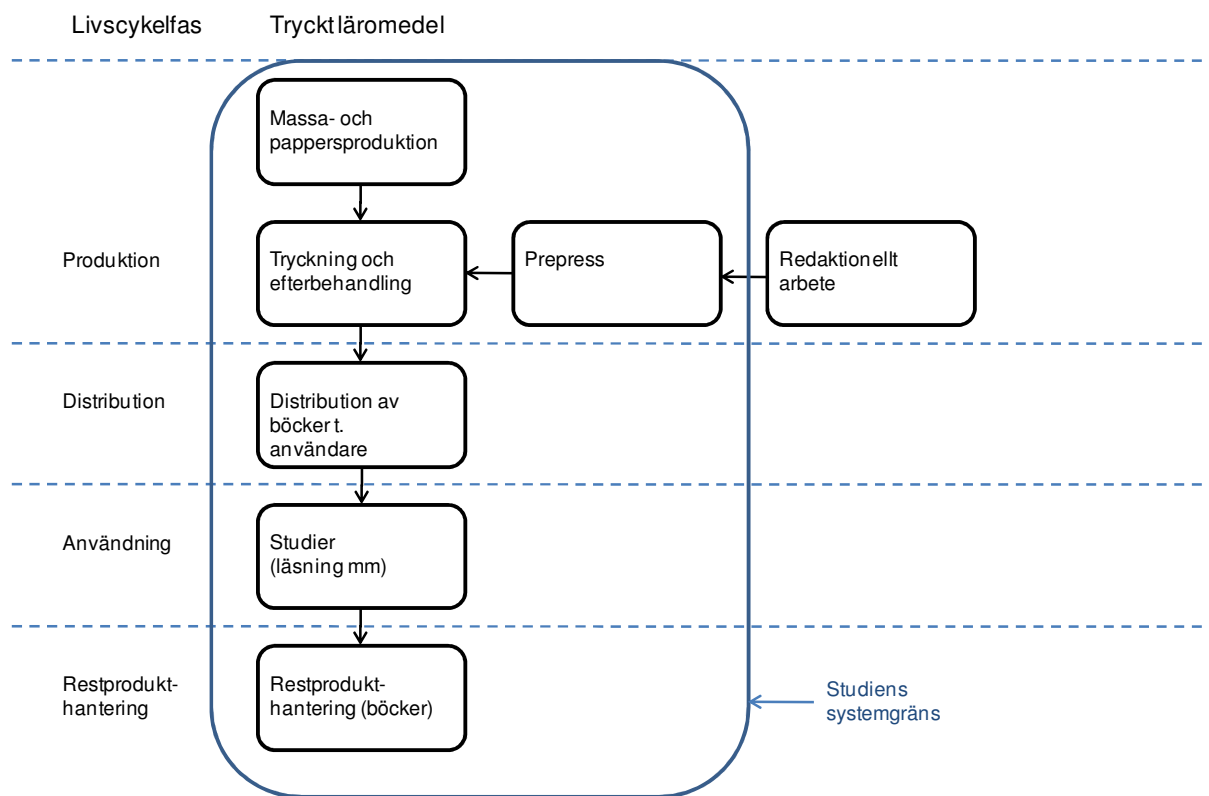 Livscykelfas
Tryckt läromedel
Massa- och
pappersproduktion
Produktion
Tryckning och
efterbehandling
Prepress
Redaktionellt
arbete
Distribution
Distribution av
böcker t.
användare
Användning
Studier
(läsning mm)
Restprodukt-
hantering
Restprodukt-
hantering (böcker)
Studiens
systemgräns